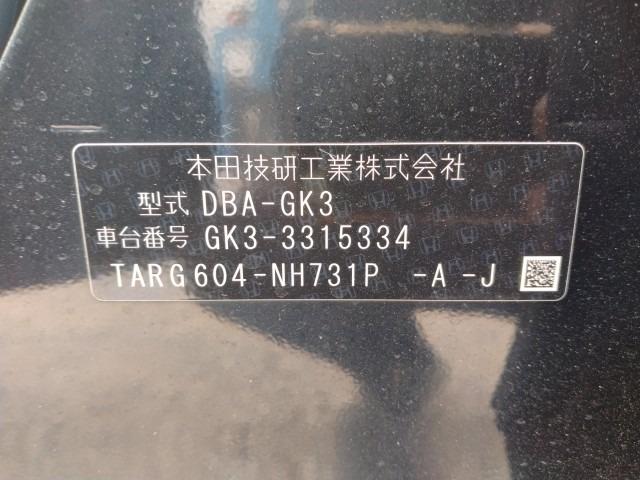 本田技研工業株式会社
型式 DBA-GK3
車台番号 GK3-3315334
TARG604-NH731P -A -J